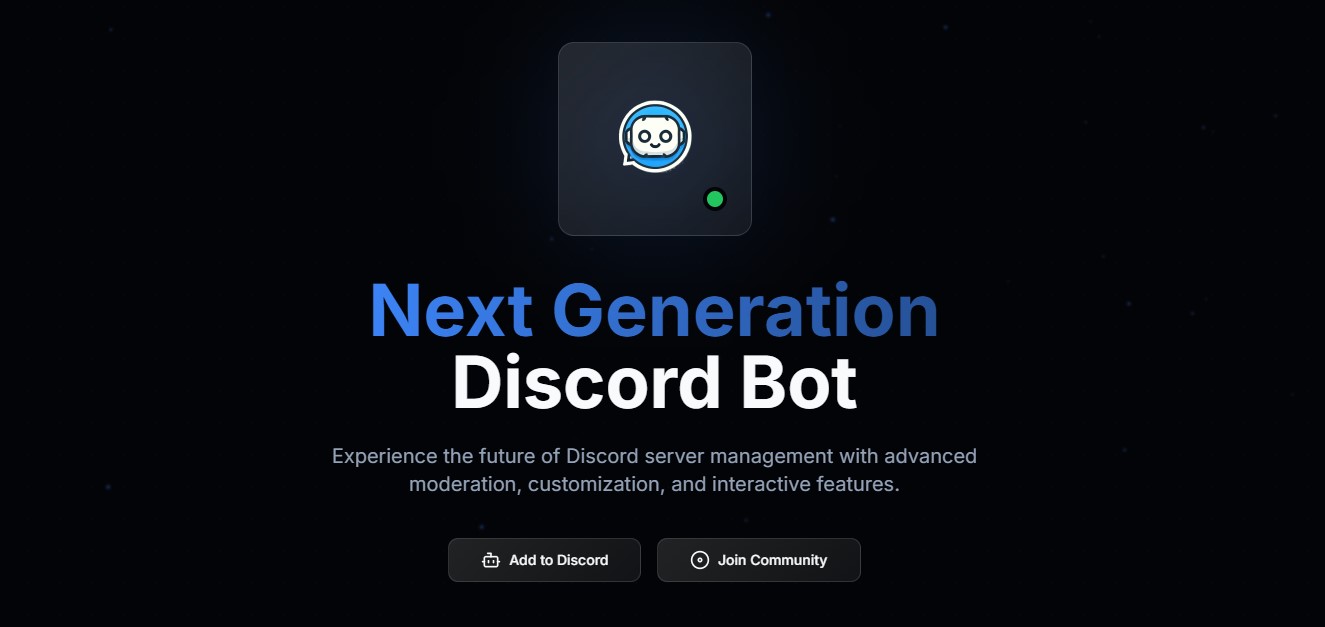 Next Generation
Discord Bot
Experience the future of Discord server management with advanced
moderation, customization, and interactive features.
Add to Discord
Join Community